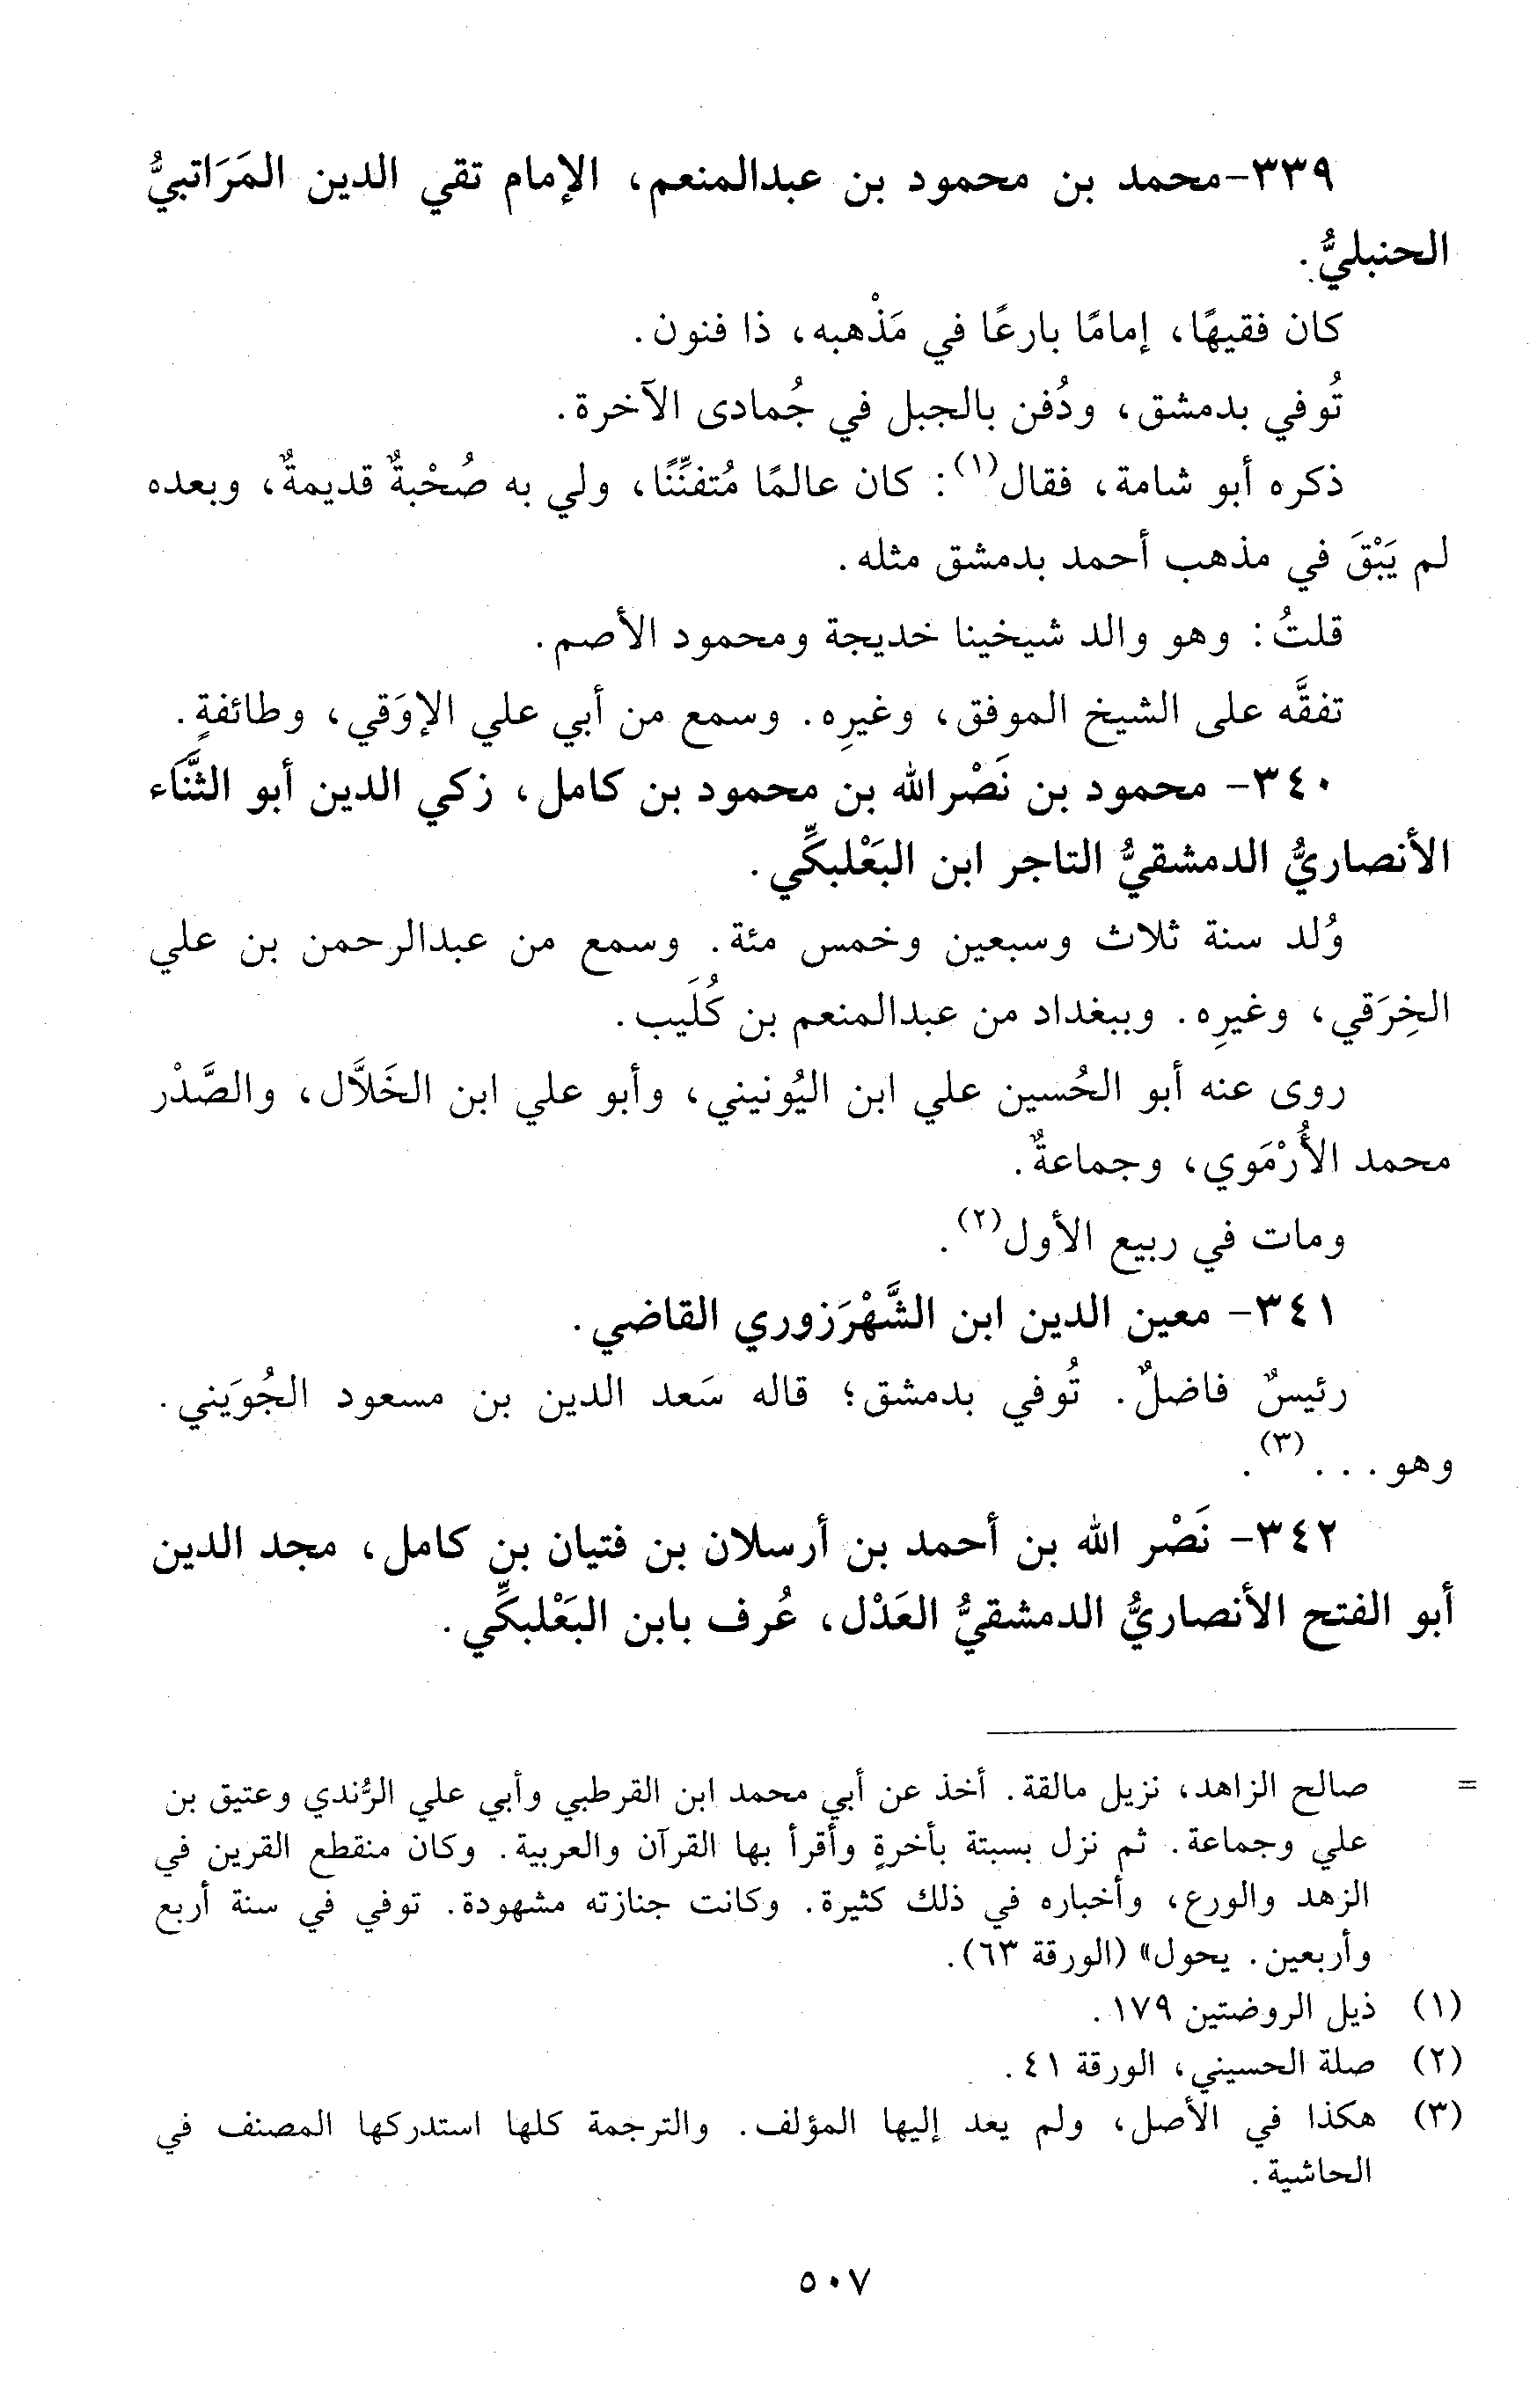 ٣٣٩-محمد بن محمود بن عبدالمنعم، الإمام تقي الدين المَرَاتبيُّ
الحنبليُّ.
كان فقيهًا، إمامًا بارعًا في مَذْهبه، ذا فنون.
تُوفي بدمشق، ودُفن بالجبل في جُمادى الآخرة.
ذكره أبو شامة، فقال(١): كان عالمًا مُتفنِّنًا، ولي به صُحْبةٌ قديمةٌ، وبعده
لم يَبْقَ في مذهب أحمد بدمشق مثله.
قلتُ: وهو والد شيخينا خديجة ومحمود الأصم.
تفقَّه على الشيخ الموفق، وغيرِه. وسمع من أبي علي الإوَقي، وطائفةٍ.
٣٤٠- محمود بن نَصْرالله بن محمود بن كامل، زكي الدين أبو الثَّنَاء
الأنصاريُّ الدمشقيُّ التاجر ابن البَعْلبكِّي.
وُلد سنة ثلاث وسبعين وخمس مئة. وسمع من عبدالرحمن بن علي
الخِرَقي، وغيرِه. وببغداد من عبدالمنعم بن كُلَيب.
روى عنه أبو الحُسين علي ابن اليُونيني، وأبو علي ابن الخَلاَّل، والصَّدْر
محمد الأُرْمَوي، وجماعةٌ.
ومات في ربيع الأول(٢).
٣٤١- معين الدين ابن الشَّهْرَزوري القاضي.
رئيسٌ فاضلٌ. تُوفي بدمشق؛ قاله سَعد الدين بن مسعود الجُوَيني.
وهو...(٣).
٣٤٢- نَصْر الله بن أحمد بن أرسلان بن فتيان بن كامل، مجد الدين
أبو الفتح الأنصاريُّ الدمشقيُّ العَدْل، عُرف بابن البَعْلبكِّي.
= صالح الزاهد، نزيل مالقة. أخذ عن أبي محمد ابن القرطبي وأبي علي الرُّندي وعتيق بن
علي وجماعة. ثم نزل بسبتة بأخرةٍ وأقرأ بها القرآن والعربية. وكان منقطع القرين في
الزهد والورع، وأخباره في ذلك كثيرة. وكانت جنازته مشهودة. توفي في سنة أربع
وأربعين. يحول» (الورقة ٦٣).
(١) ذيل الروضتين ١٧٩.
(٢) صلة الحسيني، الورقة ٤١.
(٣) هكذا في الأصل، ولم يعد إليها المؤلف. والترجمة كلها استدركها المصنف في
الحاشية.
٥٠٧